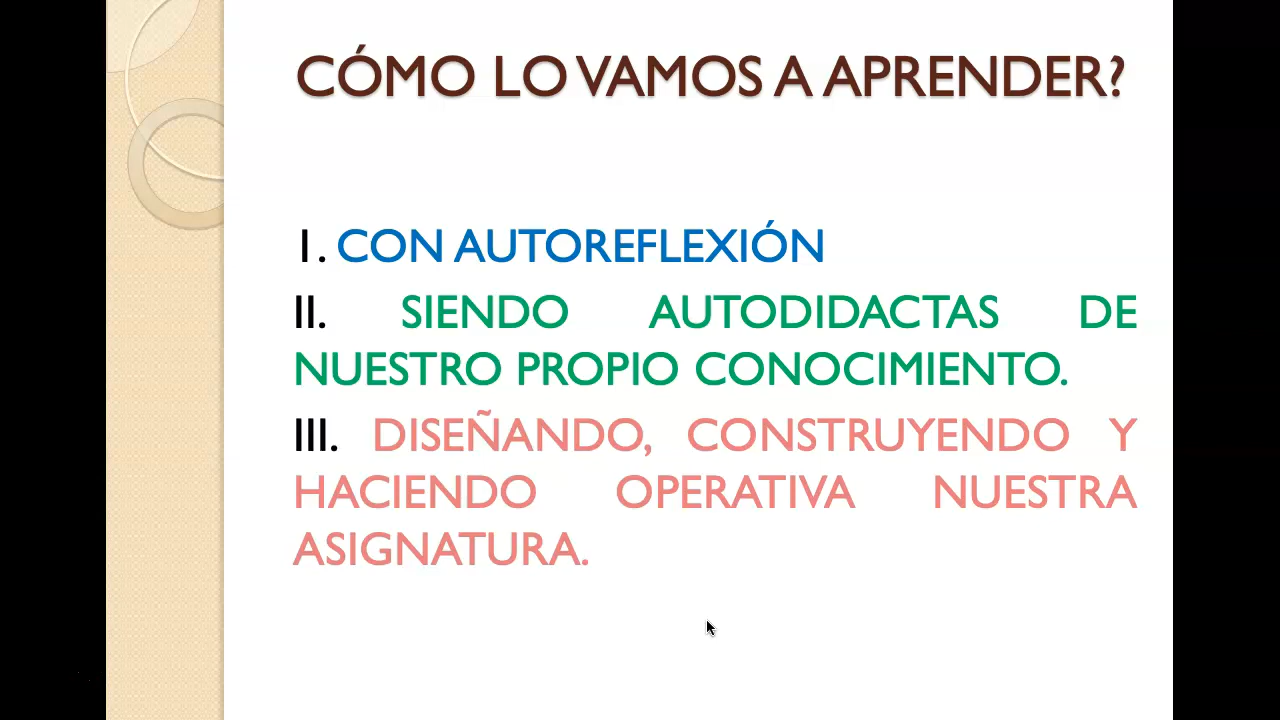 CÓMO LO VAMOS A APRENDER?
1. CON AUTOREFLEXIÓN
II. SIENDO AUTODIDACTAS DE
NUESTRO PROPIO CONOCIMIENTO.
III. DISEÑANDO, CONSTRUYENDO Y
HACIENDO OPERATIVA NUESTRA
ASIGNATURA.